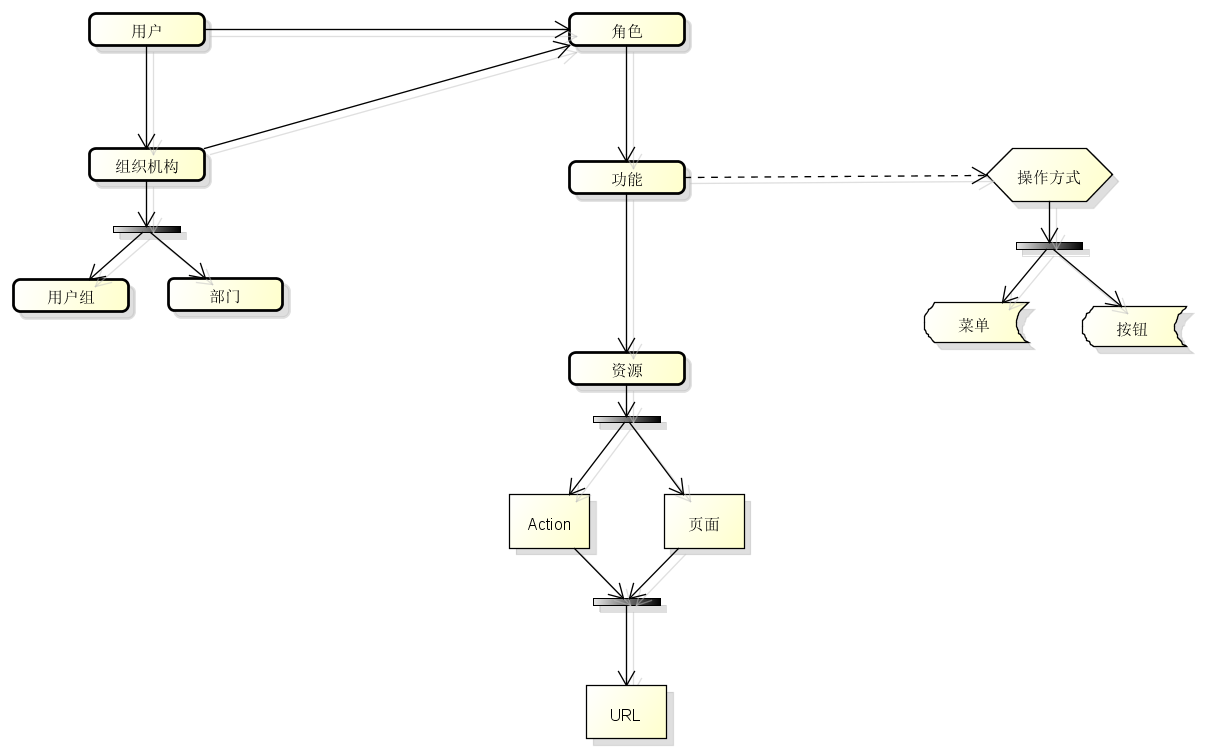 用户
角色
组织机构
功能
操作方式
用户组
部门
菜单
按钮
资源
Action
页面
URL